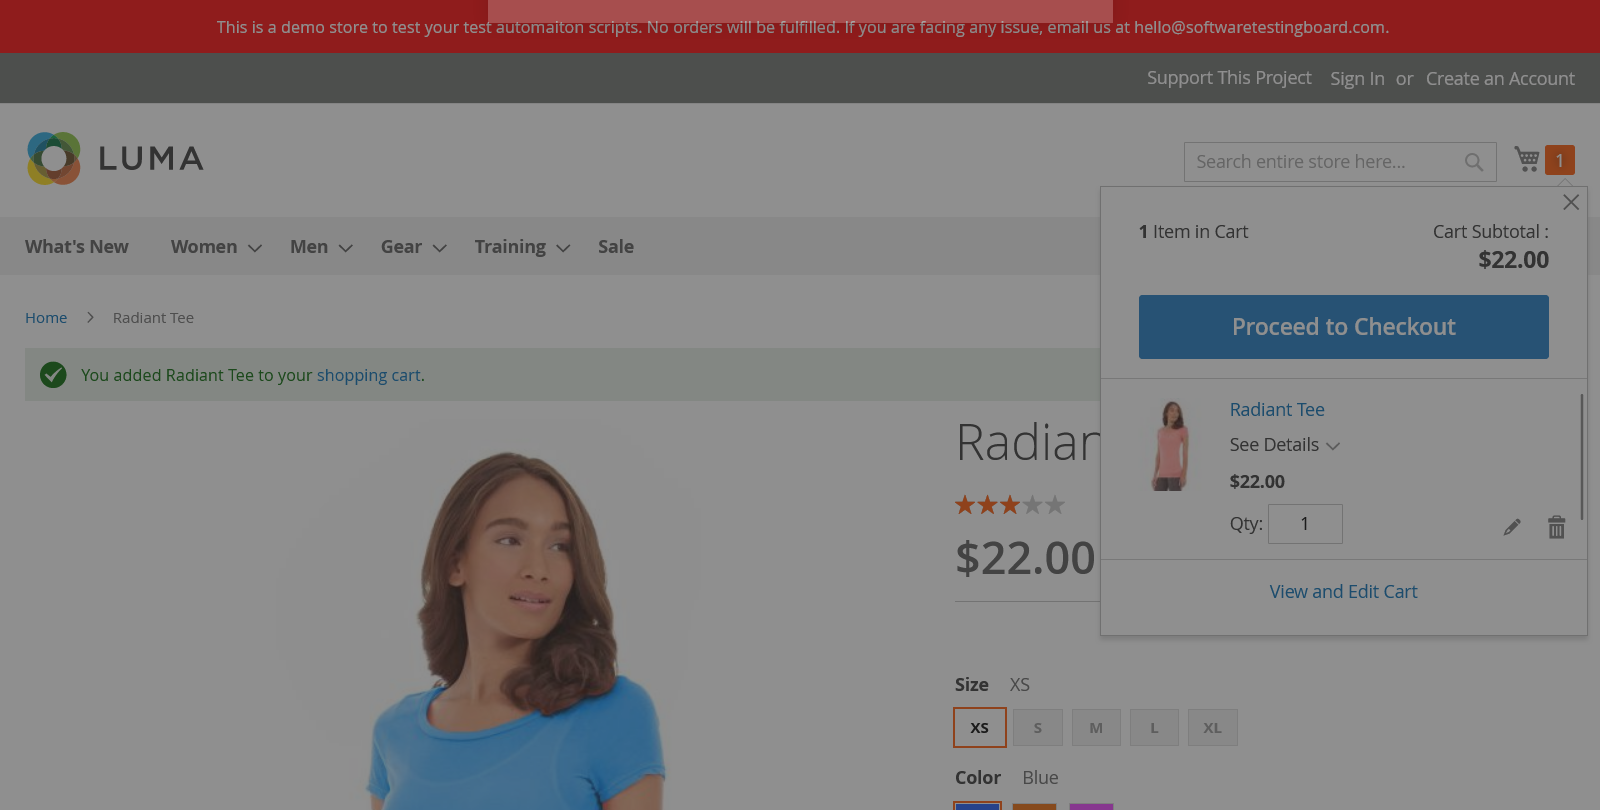 This is a demo store to test your test automaiton scripts. No orders will be fulfilled. If you are facing any issue, email us at hello@softwaretestingboard.com.
Support This Project Sign In or Create an Account
LUMA
Search entire store here...
1
What's New Women Men Gear Training Sale
1 Item in Cart
Cart Subtotal :
$22.00
Proceed to Checkout
Home Radiant Tee
You added Radiant Tee to your shopping cart.
Radiant Tee
See Details
$22.00
Qty: 1
View and Edit Cart
Radian
$22.00
Size XS
XS S M L XL
Color Blue